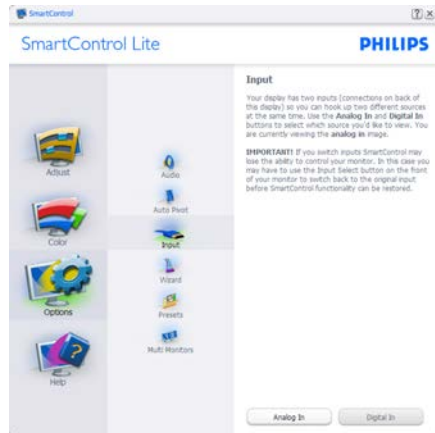 SmartControl
SmartControl Lite
PHILIPS
Adjust
Color
Options
Help
Audio
Auto Pivot
Input
Wizard
Presets
Multi Monitors
Input
Your display has two inputs (connections on back of
this display) so you can hook up two different sources
at the same time. Use the Analog In and Digital In
buttons to select which source you'd like to view. You
are currently viewing the analog in image.
IMPORTANT! If you switch inputs SmartControl may
lose the ability to control your monitor. In this case you
may have to use the Input Select button on the front
of your monitor to switch back to the original input
before SmartControl functionality can be restored.
Analog In
Digital In